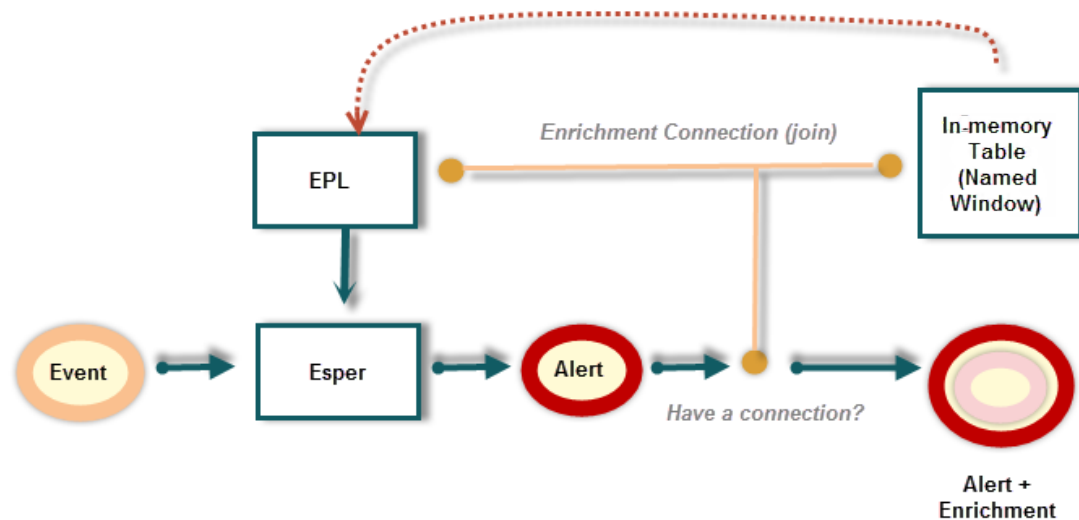 Enrichment Connection (join)
In-memory
Table
(Named
Window)
EPL
Event
Esper
Alert
Have a connection?
Alert +
Enrichment